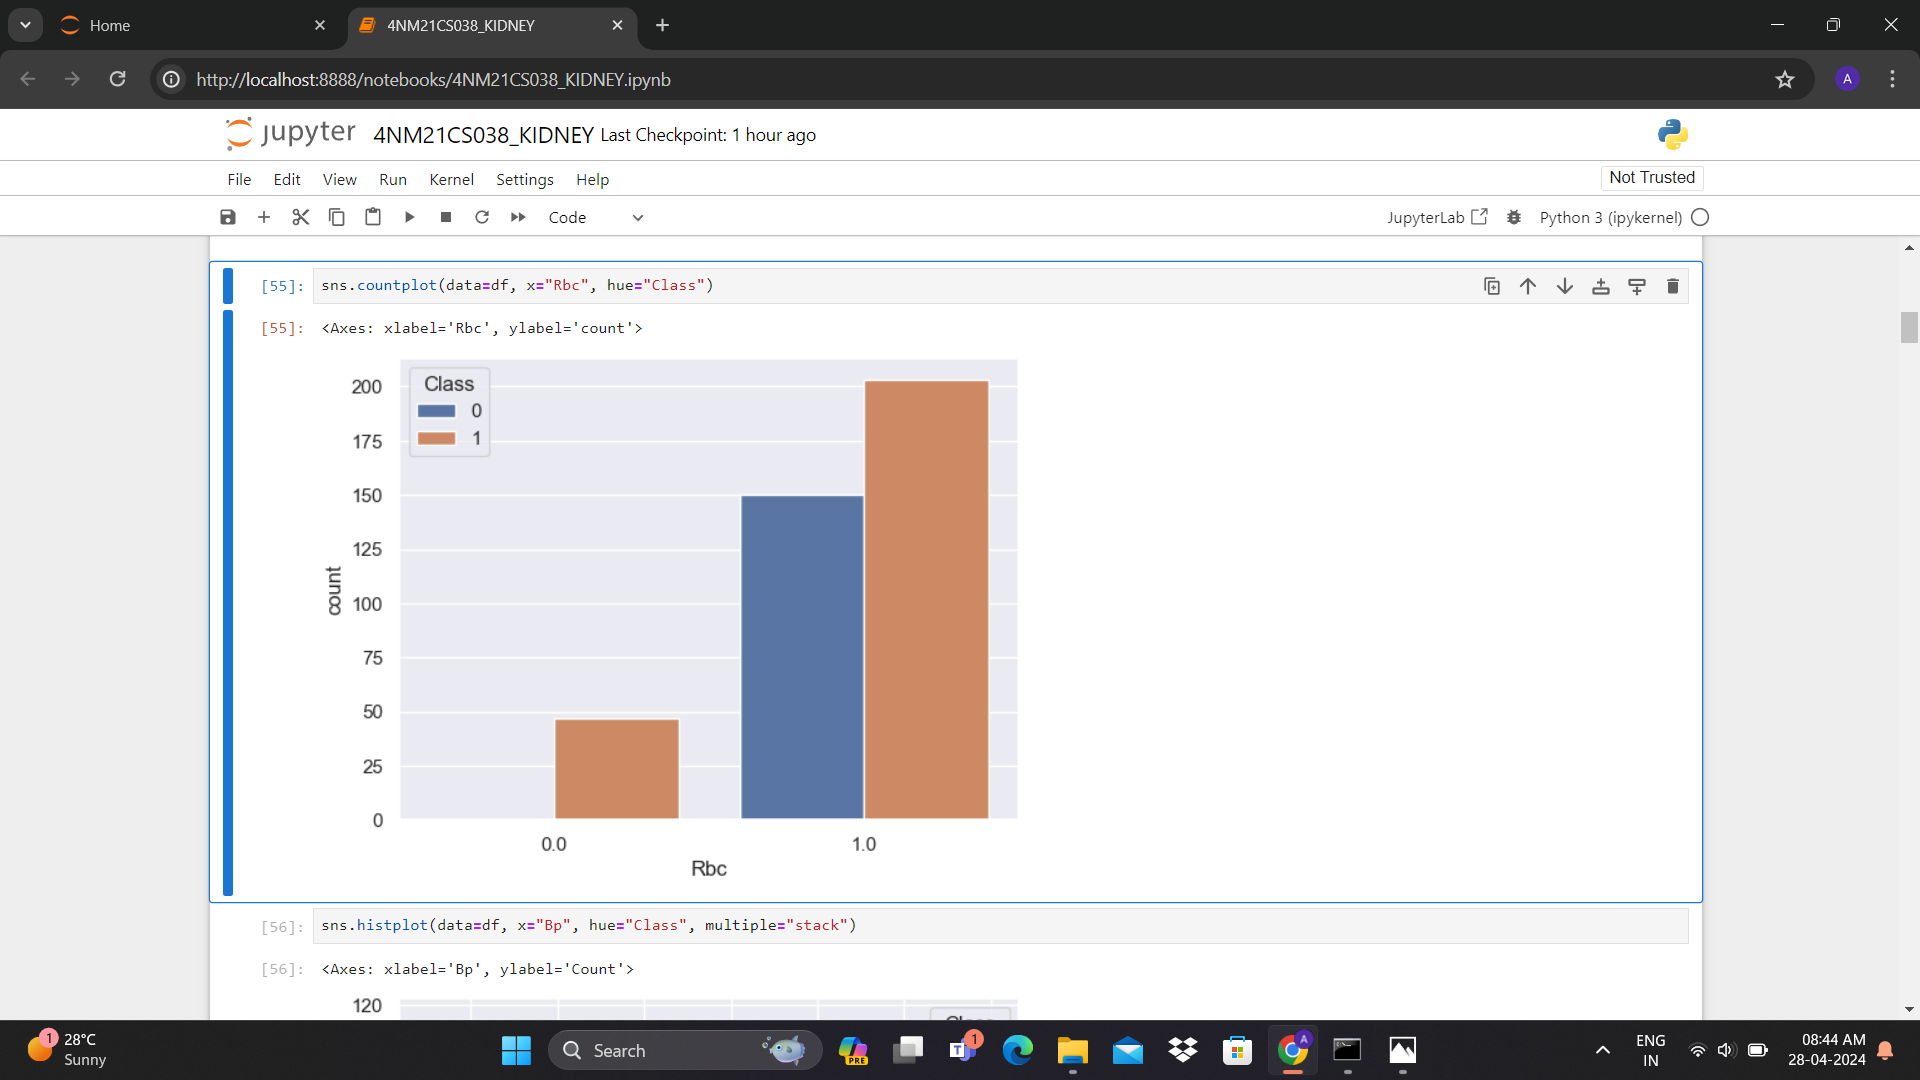 Home
4NM21CS038_KIDNEY
http://localhost:8888/notebooks/4NM21CS038_KIDNEY.ipynb
A
jupyter 4NM21CS038_KIDNEY Last Checkpoint: 1 hour ago
File Edit View Run Kernel Settings Help
Not Trusted
Code
JupyterLab
Python 3 (ipykernel)
[55]: sns.countplot(data=df, x="Rbc", hue="Class")
[55]: <Axes: xlabel='Rbc', ylabel='count'>
Class
0
1
200
175
150
125
100
75
50
25
0
count
0.0 1.0
Rbc
[56]: sns.histplot(data=df, x="Bp", hue="Class", multiple="stack")
[56]: <Axes: xlabel='Bp', ylabel='Count'>
120
Class
1
28°C
Sunny
Search
PRE
T
1
A
ENG
IN
08:44 AM
28-04-2024